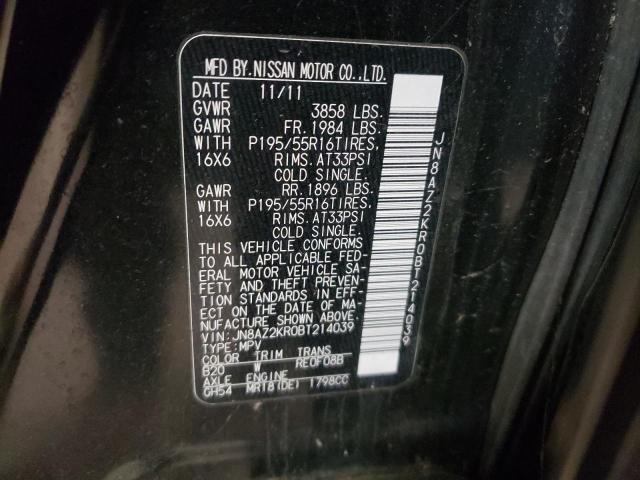 MFD BY.NISSAN MOTOR CO.,LTD.
DATE 11/11
GVWR 3858 LBS.
GAWR FR. 1984 LBS.
WITH P195/55R16TIRES.
16X6 RIMS. AT33PSI
COLD SINGLE.
GAWR RR. 1896 LBS.
WITH P195/55R16TIRES.
16X6 RIMS. AT33PSI
COLD SINGLE.
THIS VEHICLE CONFORMS
TO ALL APPLICABLE FED-
ERAL MOTOR VEHICLE SA-
FETY AND THEFT PREVEN-
TION STANDARDS IN EFF-
ECT ON THE DATE OF MA-
NUFACTURE SHOWN ABOVE.
VIN:JN8AZ2KR0BT214039
TYPE:MPV
COLOR TRIM TRANS
B20 W RE0F08B
AXLE ENGINE
GH54 MR18(DE) 1798CC
JN8AZ2KR0BT214039